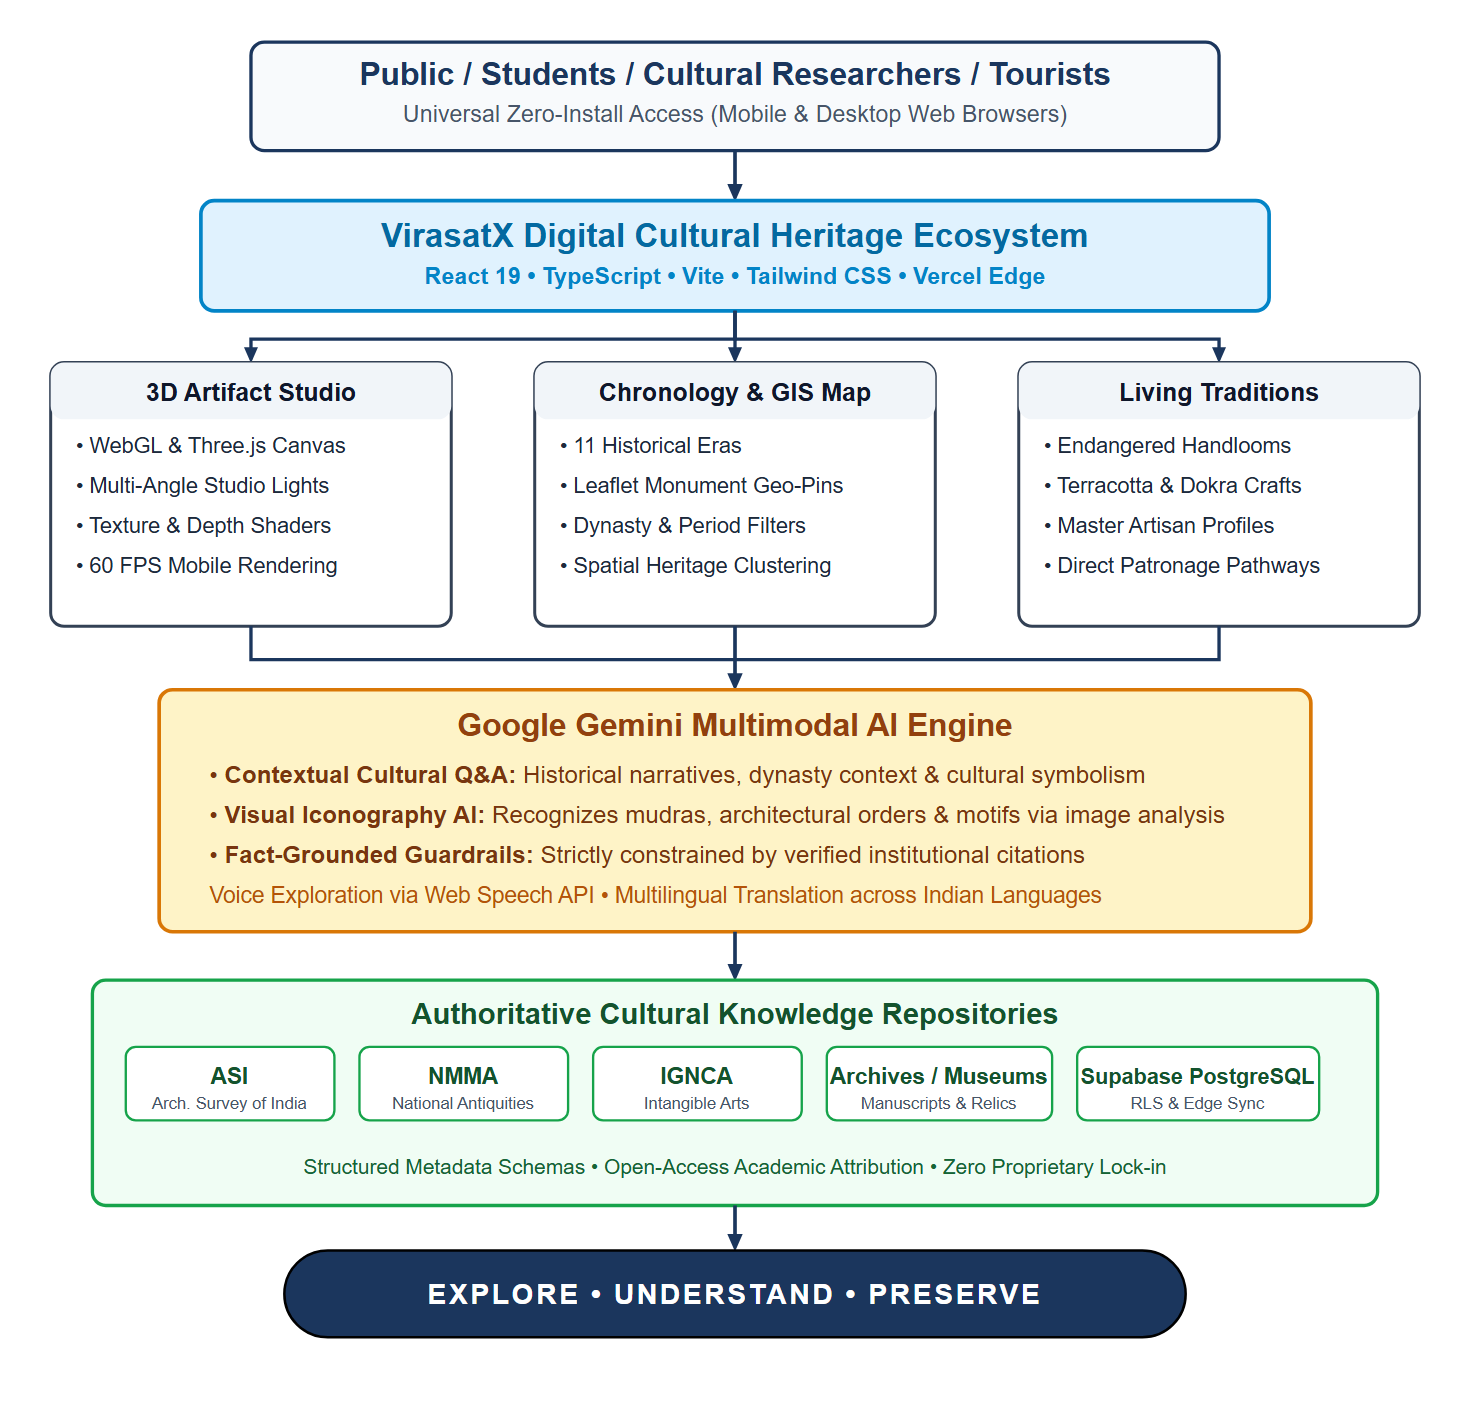 Public / Students / Cultural Researchers / Tourists
Universal Zero-Install Access (Mobile & Desktop Web Browsers)
VirasatX Digital Cultural Heritage Ecosystem
React 19 • TypeScript • Vite • Tailwind CSS • Vercel Edge
3D Artifact Studio
• WebGL & Three.js Canvas
• Multi-Angle Studio Lights
• Texture & Depth Shaders
• 60 FPS Mobile Rendering
Chronology & GIS Map
• 11 Historical Eras
• Leaflet Monument Geo-Pins
• Dynasty & Period Filters
• Spatial Heritage Clustering
Living Traditions
• Endangered Handlooms
• Terracotta & Dokra Crafts
• Master Artisan Profiles
• Direct Patronage Pathways
Google Gemini Multimodal AI Engine
• Contextual Cultural Q&A: Historical narratives, dynasty context & cultural symbolism
• Visual Iconography AI: Recognizes mudras, architectural orders & motifs via image analysis
• Fact-Grounded Guardrails: Strictly constrained by verified institutional citations
Voice Exploration via Web Speech API • Multilingual Translation across Indian Languages
Authoritative Cultural Knowledge Repositories
ASI
Arch. Survey of India
NMMA
National Antiquities
IGNCA
Intangible Arts
Archives / Museums
Manuscripts & Relics
Supabase PostgreSQL
RLS & Edge Sync
Structured Metadata Schemas • Open-Access Academic Attribution • Zero Proprietary Lock-in
EXPLORE • UNDERSTAND • PRESERVE